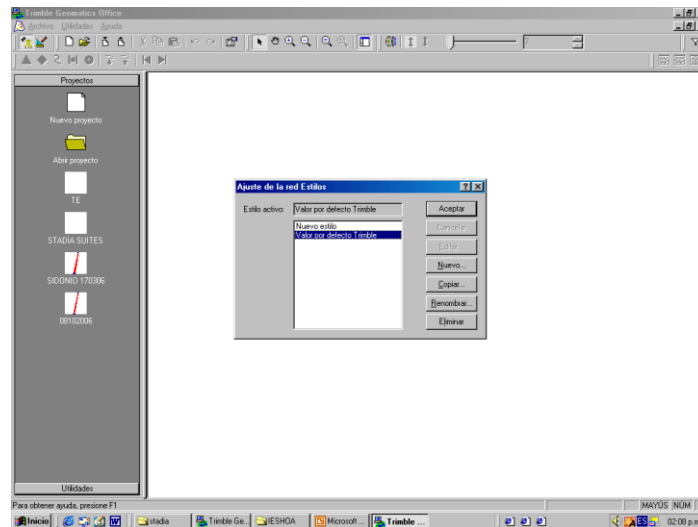 Trimble Geomatics Office
Archivo Utilidades Ayuda
Proyectos
Nuevo proyecto
Abrir proyecto
TE
STADIA SUITES
SIDONIO 170306
08102006
Utilidades
Ajuste de la red Estilos
Estilo activo: Valor por defecto Trimble
Nuevo estilo
Valor por defecto Trimble
Aceptar
Cancelar
Editar...
Nuevo...
Copiar...
Renombrar...
Eliminar
Para obtener ayuda, presione F1
MAYÚS NÚM
Inicio stadia Trimble Ge... IESHOA Microsoft ... Trimble ... ES 02:08 p.m.